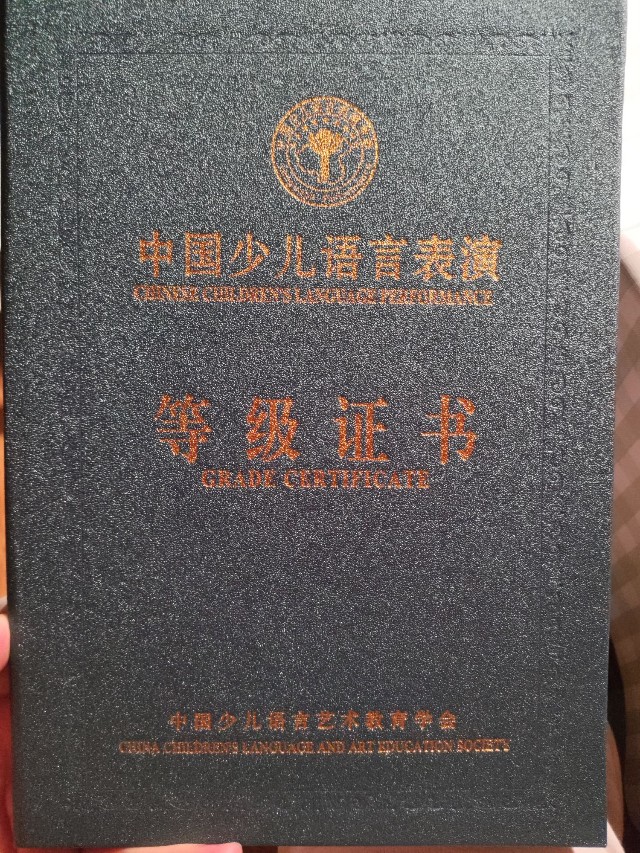 中国少儿语言表演
CHINESE CHILDREN'S LANGUAGE PERFORMANCE
等级证书
GRADE CERTIFICATE
中国少儿语言艺术教育学会
CHINA CHILDREN'S LANGUAGE AND ART EDUCATION SOCIETY